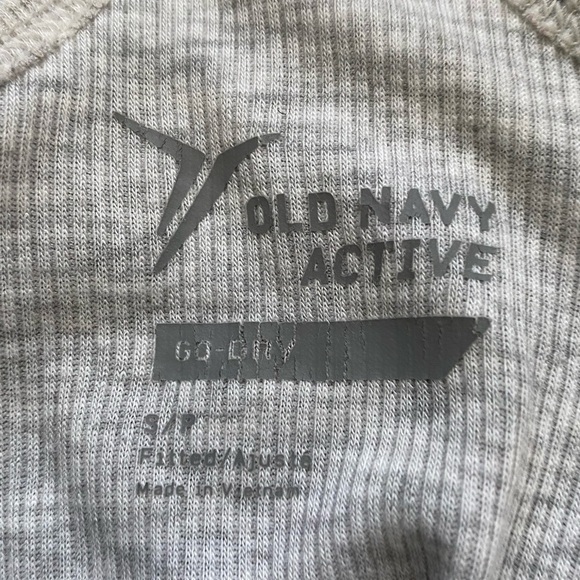 OLD NAVY
ACTIVE
GO-DRY
S/P
Fitted/Ajusté
Made in Vietnam